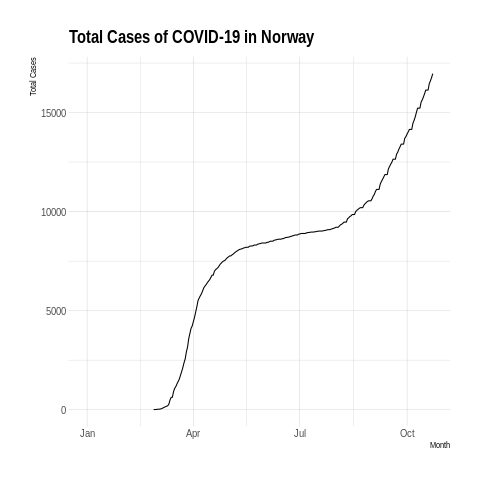 Total Cases of COVID-19 in Norway
Total Cases
15000
10000
5000
0
Jan Apr Jul Oct
Month